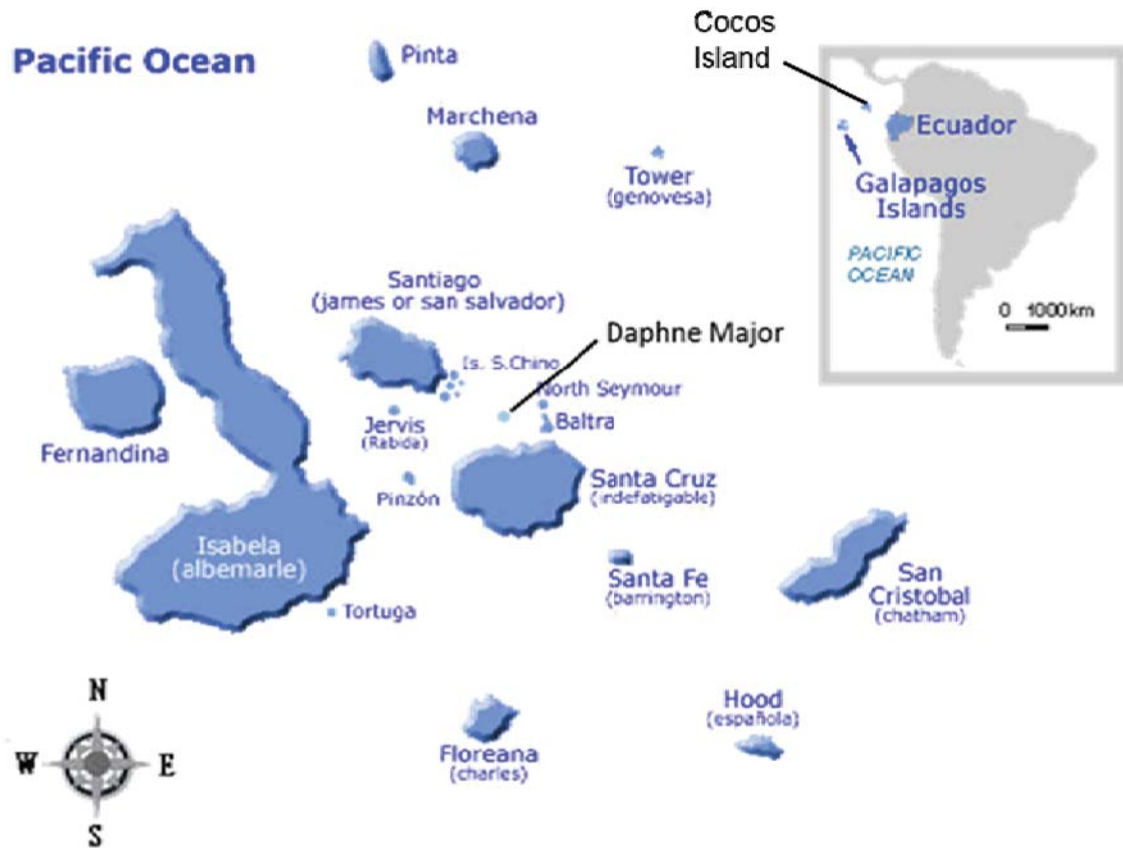 Pacific Ocean
Pinta
Marchena
Tower
(genovesa)
Cocos
Island
Ecuador
Galapagos
Islands
PACIFIC
OCEAN
0 1000km
Santiago
(james or san salvador)
Daphne Major
Is. S.Chino
North Seymour
Baltra
Jervis
(Rabida)
Fernandina
Pinzón
Santa Cruz
(indefatigable)
Isabela
(albemarle)
Tortuga
Santa Fe
(barrington)
San
Cristobal
(chatham)
Hood
(española)
Floreana
(charles)
N
W
E
S